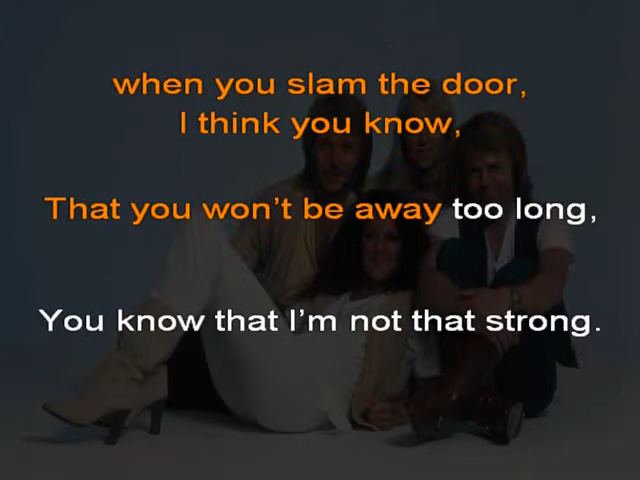 when you slam the door,
I think you know,
That you won't be away too long,
You know that I'm not that strong.